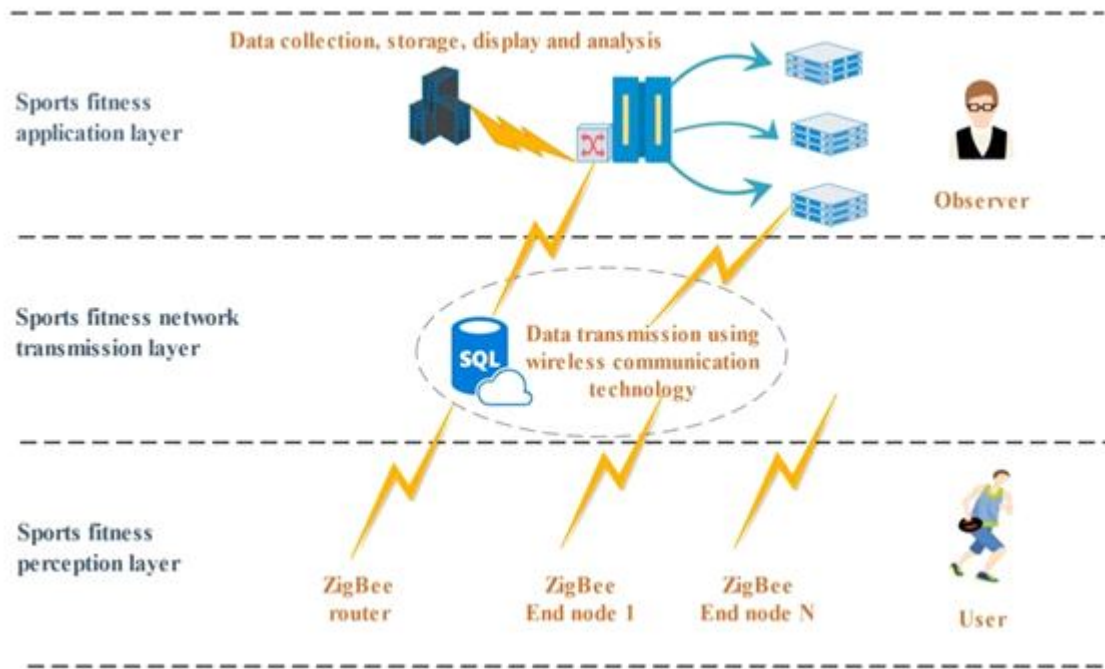 Data collection, storage, display and analysis
Sports fitness
application layer
Observer
Sports fitness network
transmission layer
SQL
Data transmission using
wireless communication
technology
Sports fitness
perception layer
ZigBee
router
ZigBee
End node 1
ZigBee
End node N
User